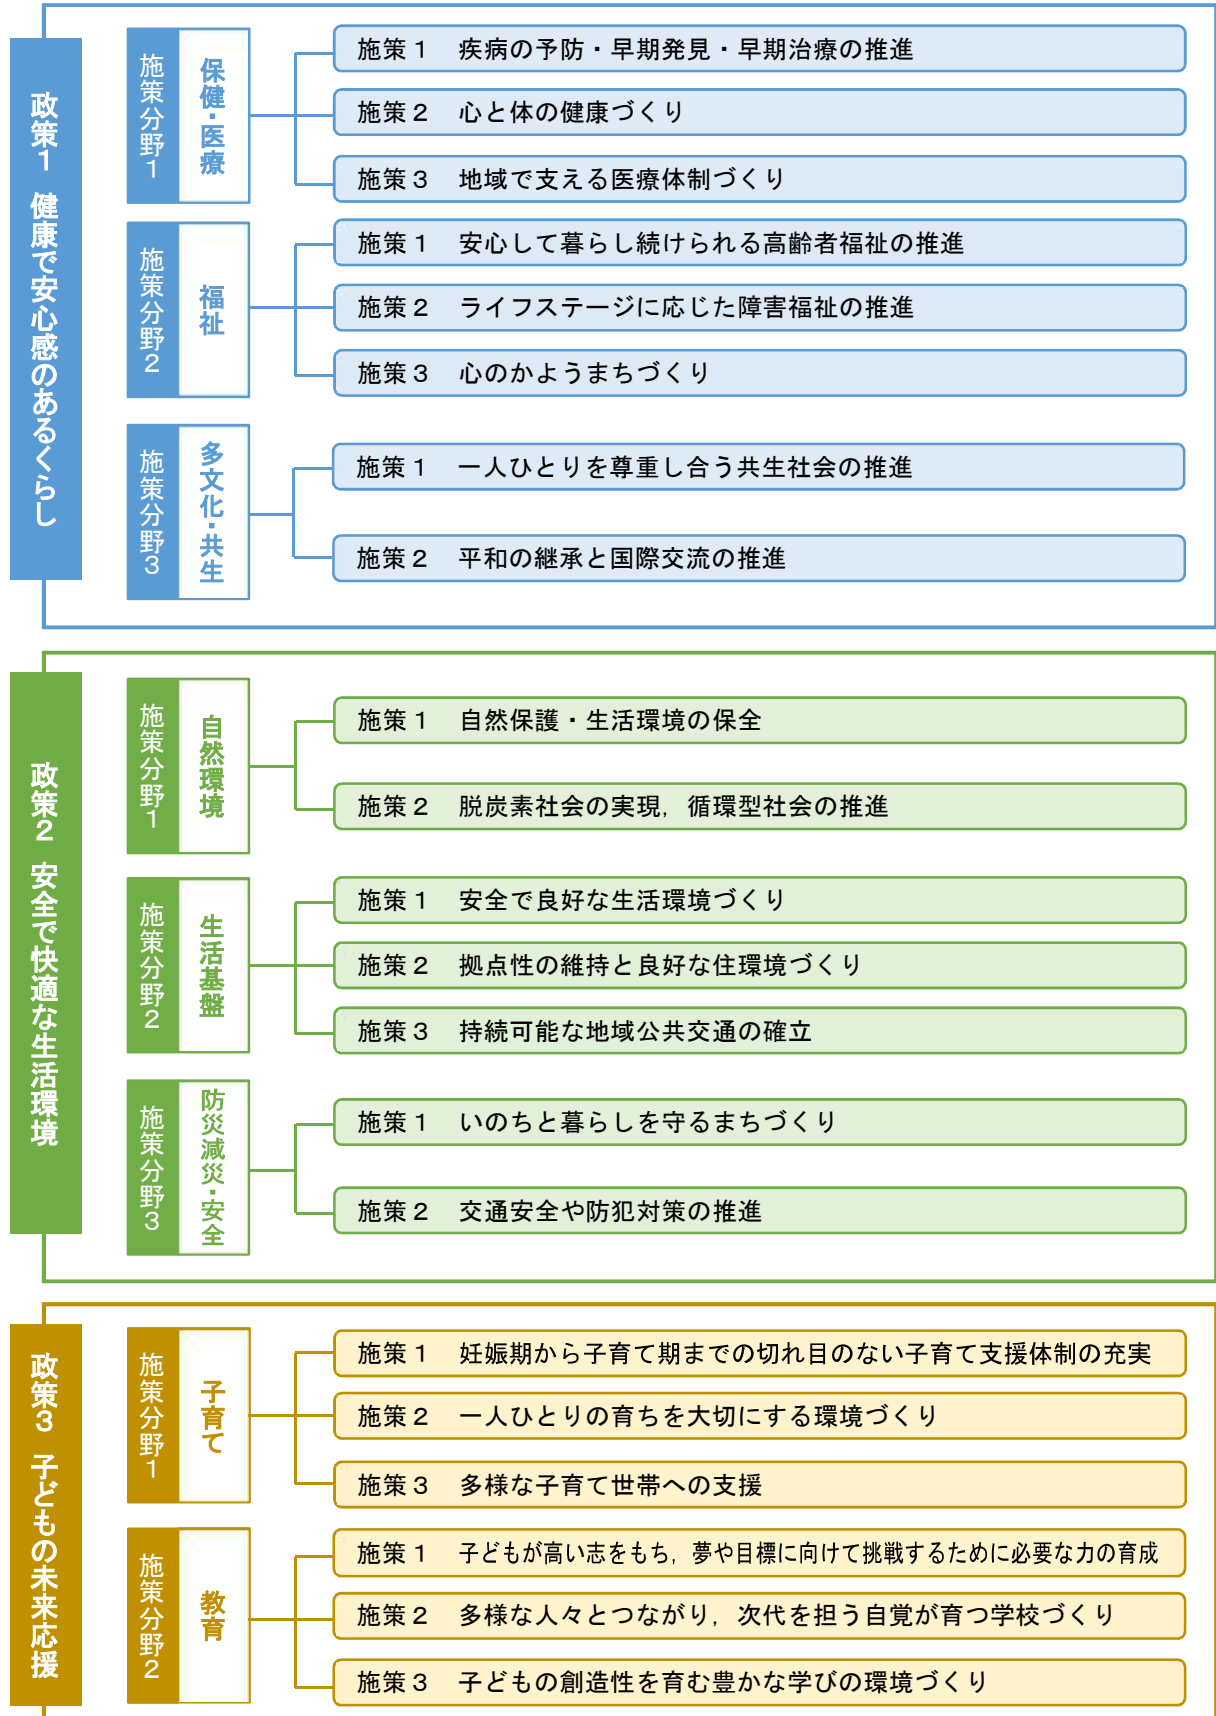 政策1 健康で安心感のあるくらし
施策分野1
保健・医療
施策1 疾病の予防・早期発見・早期治療の推進
施策2 心と体の健康づくり
施策3 地域で支える医療体制づくり
施策分野2
福祉
施策1 安心して暮らし続けられる高齢者福祉の推進
施策2 ライフステージに応じた障害福祉の推進
施策3 心のかようまちづくり
施策分野3
多文化・共生
施策1 一人ひとりを尊重し合う共生社会の推進
施策2 平和の継承と国際交流の推進
政策2 安全で快適な生活環境
施策分野1
自然環境
施策1 自然保護・生活環境の保全
施策2 脱炭素社会の実現，循環型社会の推進
施策分野2
生活基盤
施策1 安全で良好な生活環境づくり
施策2 拠点性の維持と良好な住環境づくり
施策3 持続可能な地域公共交通の確立
施策分野3
防災減災・安全
施策1 いのちと暮らしを守るまちづくり
施策2 交通安全や防犯対策の推進
政策3 子どもの未来応援
施策分野1
子育て
施策1 妊娠期から子育て期までの切れ目のない子育て支援体制の充実
施策2 一人ひとりの育ちを大切にする環境づくり
施策3 多様な子育て世帯への支援
施策分野2
教育
施策1 子どもが高い志をもち，夢や目標に向けて挑戦するために必要な力の育成
施策2 多様な人々とつながり，次代を担う自覚が育つ学校づくり
施策3 子どもの創造性を育む豊かな学びの環境づくり